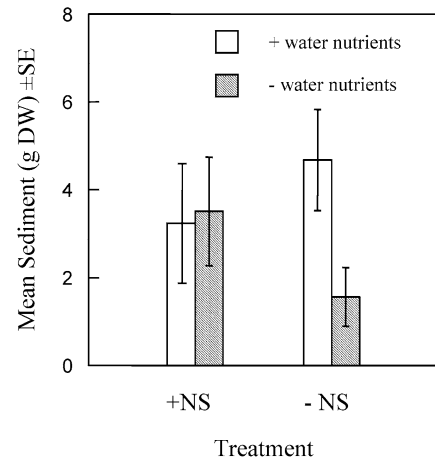 8
6
4
2
0
Mean Sediment (g DW) ±SE
+ water nutrients
- water nutrients
+NS
- NS
Treatment